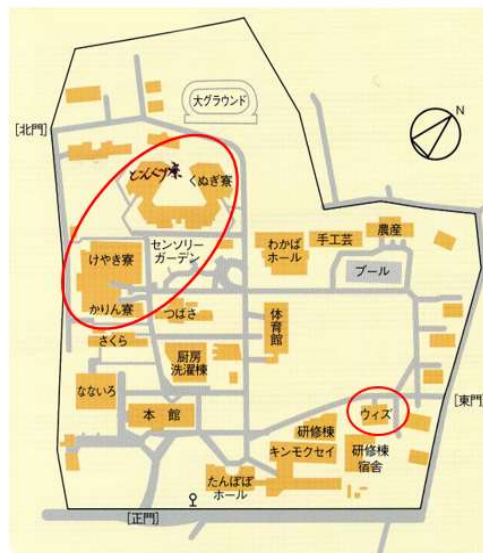 大グラウンド
N
[北門]
どんぐり寮
くぬぎ寮
センソリー
ガーデン
わかば
ホール
手工芸
農産
プール
けやき寮
かりん寮
つばさ
さくら
体育館
厨房
洗濯棟
なないろ
本館
ウィズ
[東門]
研修棟
キンモクセイ
研修棟
宿舎
たんぽぽ
ホール
[正門]